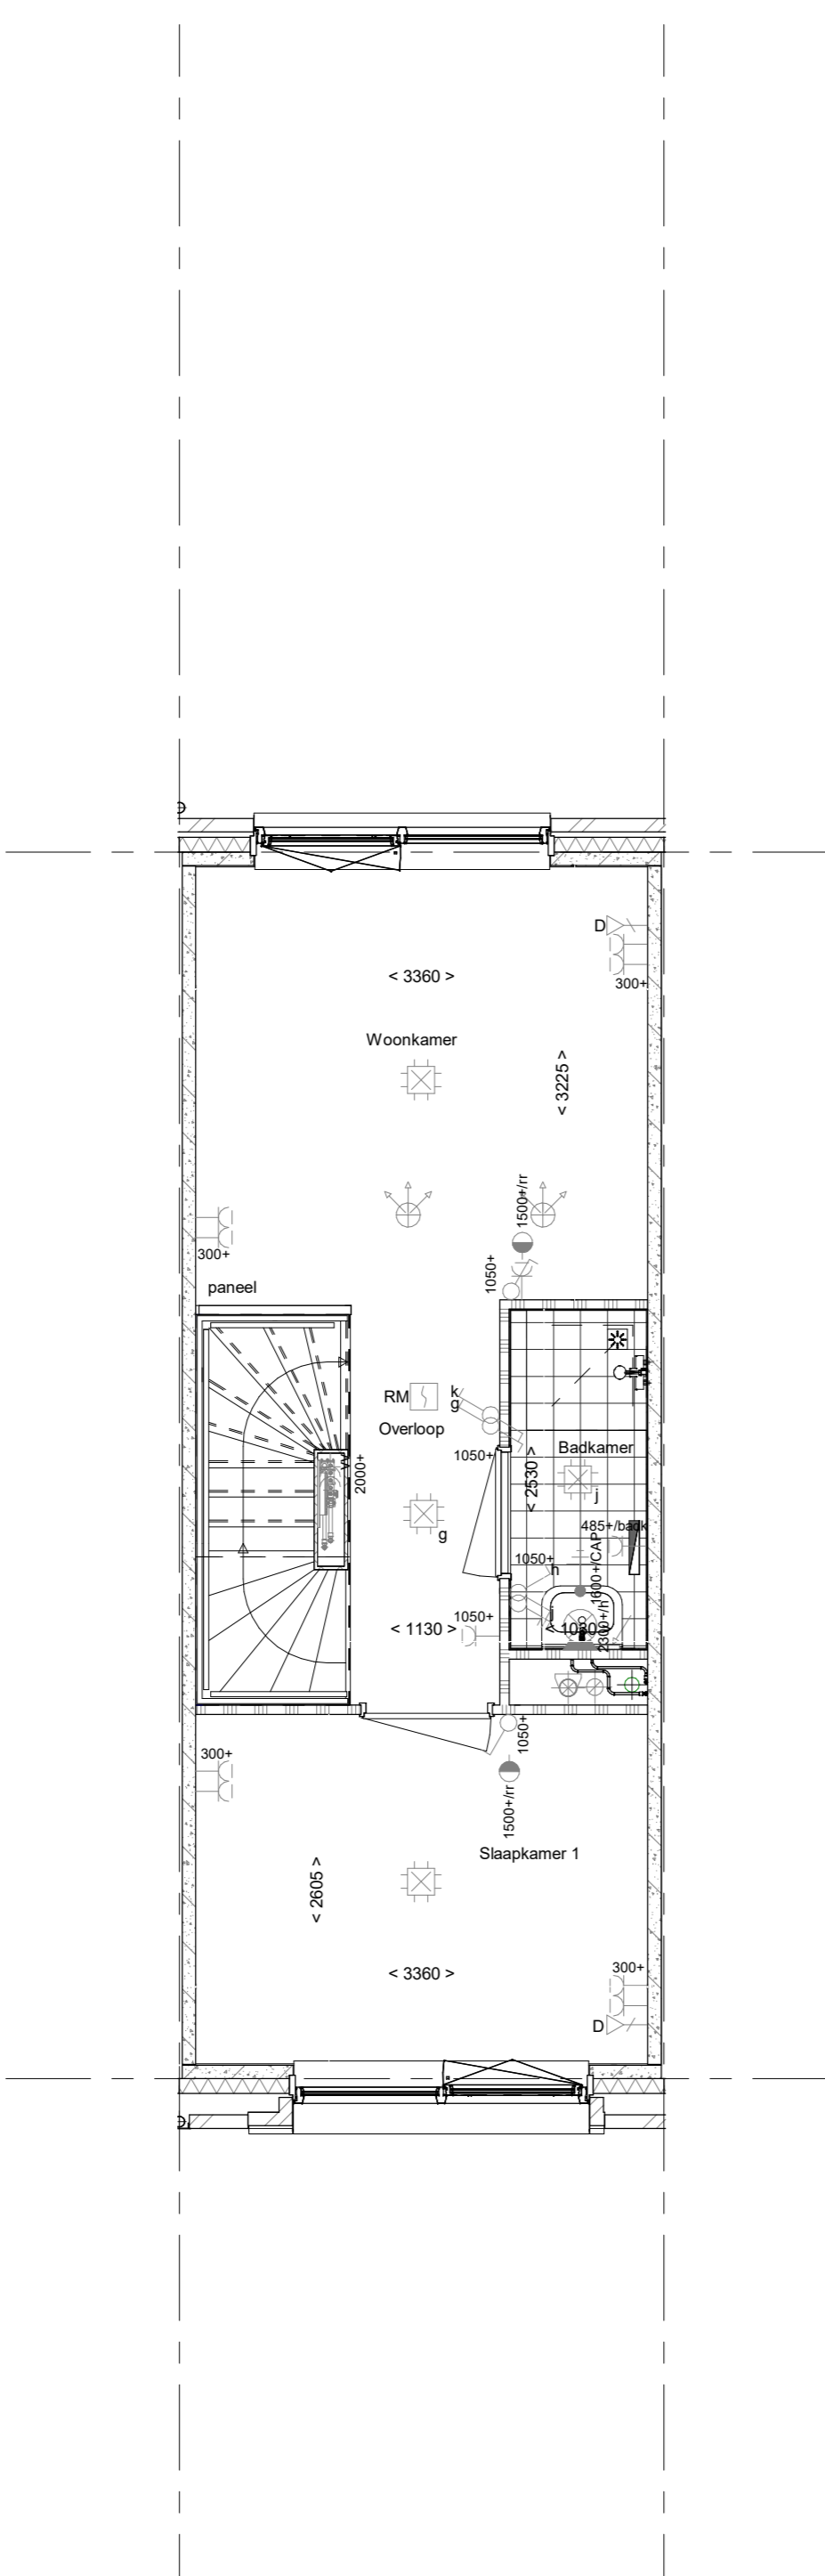 D
300+
< 3360 >
Woonkamer
< 3225 >
1500+/rr
300+
1050+
paneel
RM
k
g
Overloop
1050+
Badkamer
2000+
< 2530 >
j
g
485+/badk
1050+
h
1600+/CAP
1050+
< 1130 >
2300+/h
1050+
300+
1500+/rr
Slaapkamer 1
< 2605 >
< 3360 >
300+
D